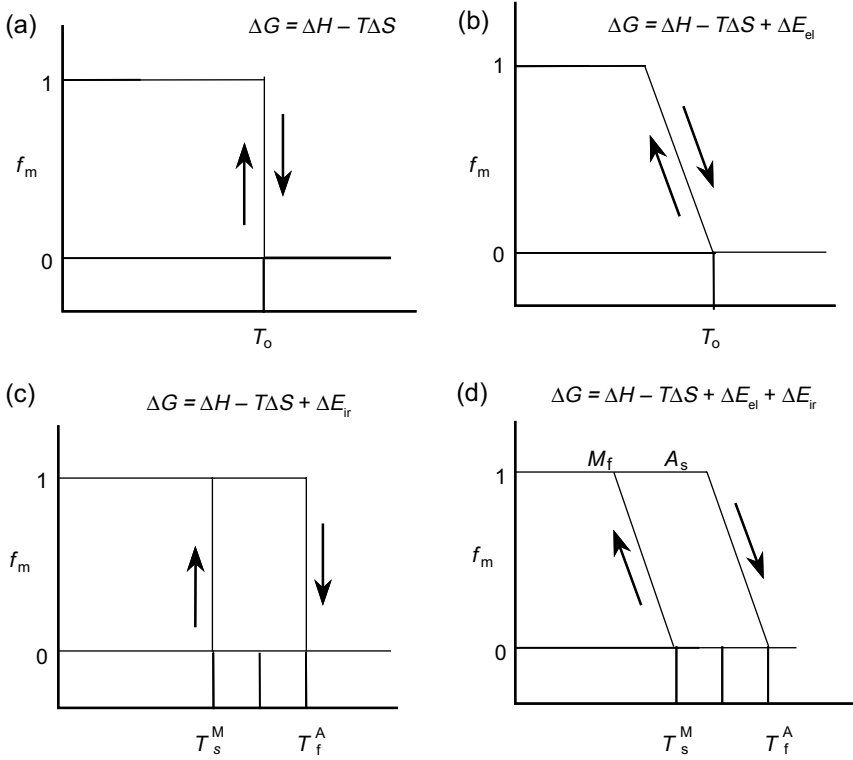 (a)
ΔG = ΔH – TΔS
1
f_m
0
T_o
(b)
ΔG = ΔH – TΔS + ΔE_el
1
f_m
0
T_o
(c)
ΔG = ΔH – TΔS + ΔE_ir
1
f_m
0
T_s^M
T_f^A
(d)
ΔG = ΔH – TΔS + ΔE_el + ΔE_ir
M_f
A_s
1
f_m
0
T_s^M
T_f^A